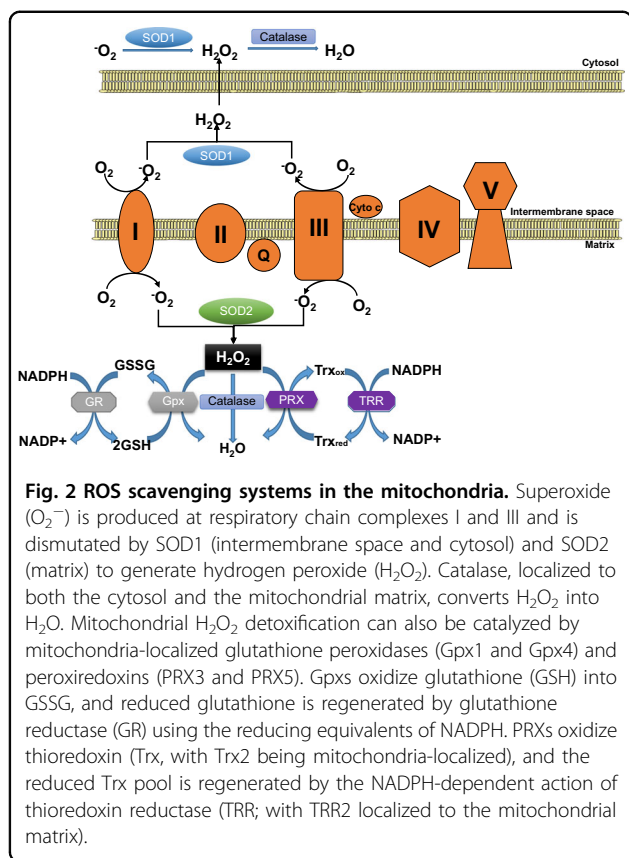 ⁻O₂ SOD1 H₂O₂ Catalase H₂O
Cytosol
H₂O₂
SOD1
O₂ ⁻O₂ ⁻O₂ O₂
I II Q III Cyto c IV V
Intermembrane space
Matrix
O₂ ⁻O₂ ⁻O₂ O₂
SOD2
H₂O₂
NADPH GSSG Trxox NADPH
GR Gpx Catalase PRX TRR
NADP+ 2GSH H₂O Trxred NADP+
Fig. 2 ROS scavenging systems in the mitochondria. Superoxide
(O₂⁻) is produced at respiratory chain complexes I and III and is
dismutated by SOD1 (intermembrane space and cytosol) and SOD2
(matrix) to generate hydrogen peroxide (H₂O₂). Catalase, localized to
both the cytosol and the mitochondrial matrix, converts H₂O₂ into
H₂O. Mitochondrial H₂O₂ detoxification can also be catalyzed by
mitochondria-localized glutathione peroxidases (Gpx1 and Gpx4) and
peroxiredoxins (PRX3 and PRX5). Gpxs oxidize glutathione (GSH) into
GSSG, and reduced glutathione is regenerated by glutathione
reductase (GR) using the reducing equivalents of NADPH. PRXs oxidize
thioredoxin (Trx, with Trx2 being mitochondria-localized), and the
reduced Trx pool is regenerated by the NADPH-dependent action of
thioredoxin reductase (TRR; with TRR2 localized to the mitochondrial
matrix).